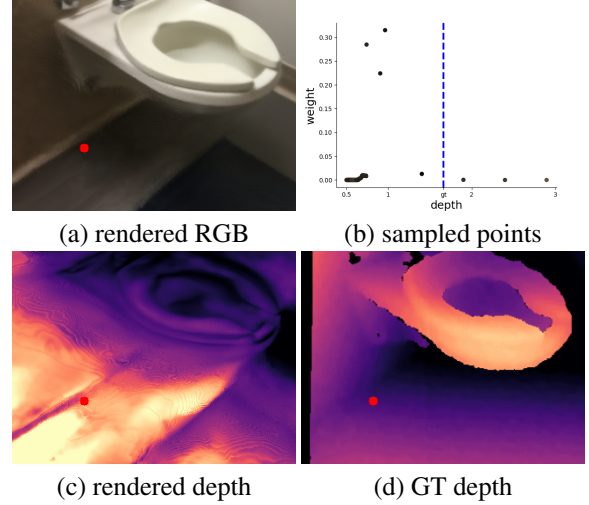 0.30
0.25
0.20
0.15
0.10
0.05
0.00
weight
0.5 1 gt 2 3
depth
(a) rendered RGB (b) sampled points
(c) rendered depth (d) GT depth